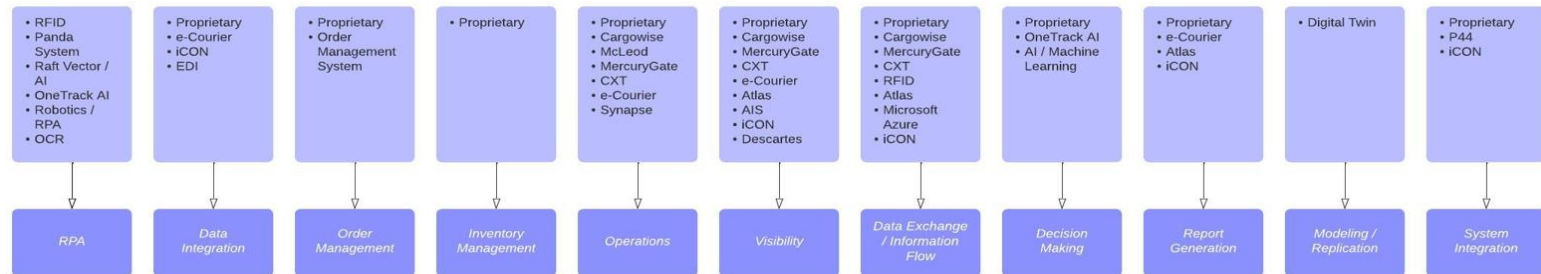 • RFID
• Panda
System
• Raft Vector /
AI
• OneTrack AI
• Robotics /
RPA
• OCR
• Proprietary
• e-Courier
• iCON
• EDI
• Proprietary
• Order
Management
System
• Proprietary
• Proprietary
• Cargowise
• McLeod
• MercuryGate
• CXT
• e-Courier
• Synapse
• Proprietary
• Cargowise
• MercuryGate
• CXT
• e-Courier
• Atlas
• AIS
• iCON
• Descartes
• Proprietary
• Cargowise
• MercuryGate
• CXT
• RFID
• Atlas
• Microsoft
Azure
• iCON
• Proprietary
• OneTrack AI
• AI / Machine
Learning
• Proprietary
• e-Courier
• Atlas
• iCON
• Digital Twin
• Proprietary
• P44
• iCON
RPA
Data
Integration
Order
Management
Inventory
Management
Operations
Visibility
Data Exchange
/ Information
Flow
Decision
Making
Report
Generation
Modeling /
Replication
System
Integration